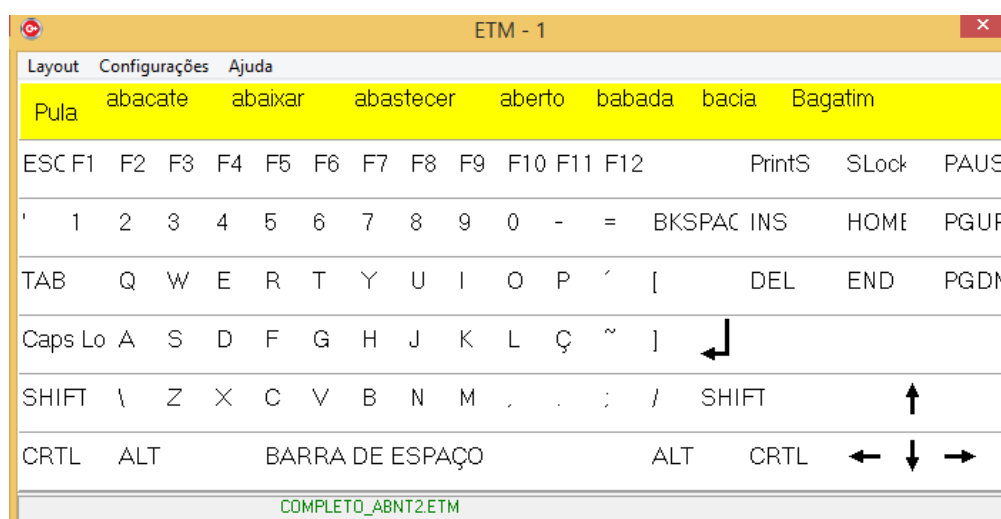 ETM - 1
Layout Configurações Ajuda
Pula abacate abaixar abastecer aberto babada bacia Bagatim
ESC F1 F2 F3 F4 F5 F6 F7 F8 F9 F10 F11 F12 PrintS SLock PAUS
' 1 2 3 4 5 6 7 8 9 0 - = BKSPAC INS HOME PGUP
TAB Q W E R T Y U I O P ´ [ DEL END PGDN
Caps Lo A S D F G H J K L Ç ~ ]
SHIFT \ Z X C V B N M , . ; / SHIFT
CRTL ALT BARRA DE ESPAÇO ALT CRTL
COMPLETO_ABNT2.ETM